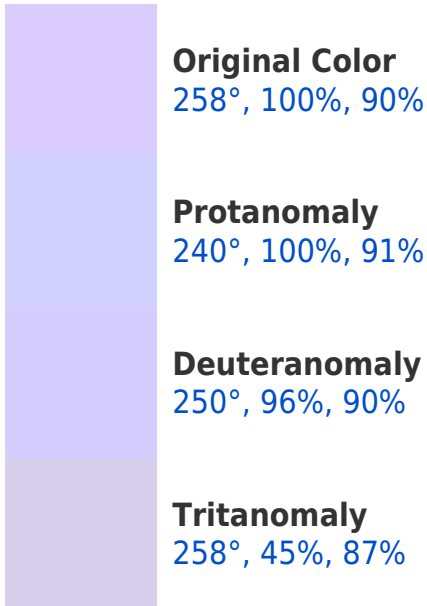 Original Color
258°, 100%, 90%
Protanomaly
240°, 100%, 91%
Deuteranomaly
250°, 96%, 90%
Tritanomaly
258°, 45%, 87%